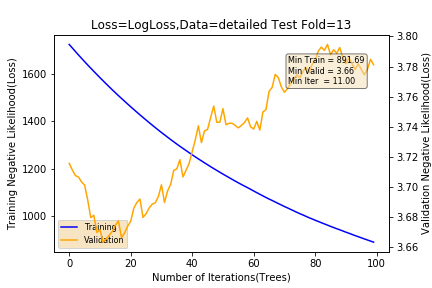 Loss=LogLoss,Data=detailed Test Fold=13
Training Negative Likelihood(Loss)
1600
1400
1200
1000
Min Train = 891.69
Min Valid = 3.66
Min Iter = 11.00
Training
Validation
3.80
3.78
3.76
3.74
3.72
3.70
3.68
3.66
Validation Negative Likelihood(Loss)
0 20 40 60 80 100
Number of Iterations(Trees)